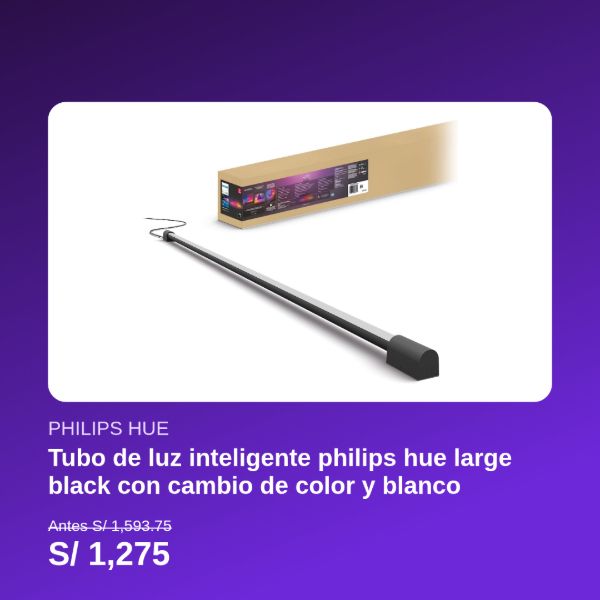 PHILIPS HUE
Tubo de luz inteligente philips hue large
black con cambio de color y blanco
Antes S/ 1,593.75
S/ 1,275